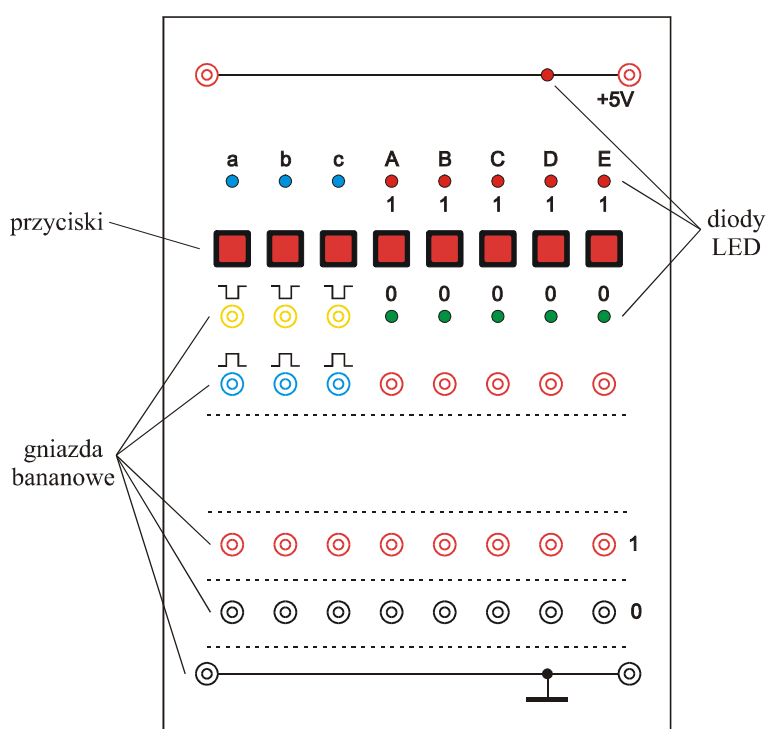 +5V
a b c A B C D E
1 1 1 1 1
przyciski
diody
LED
0 0 0 0 0
gniazda
bananowe
1
0